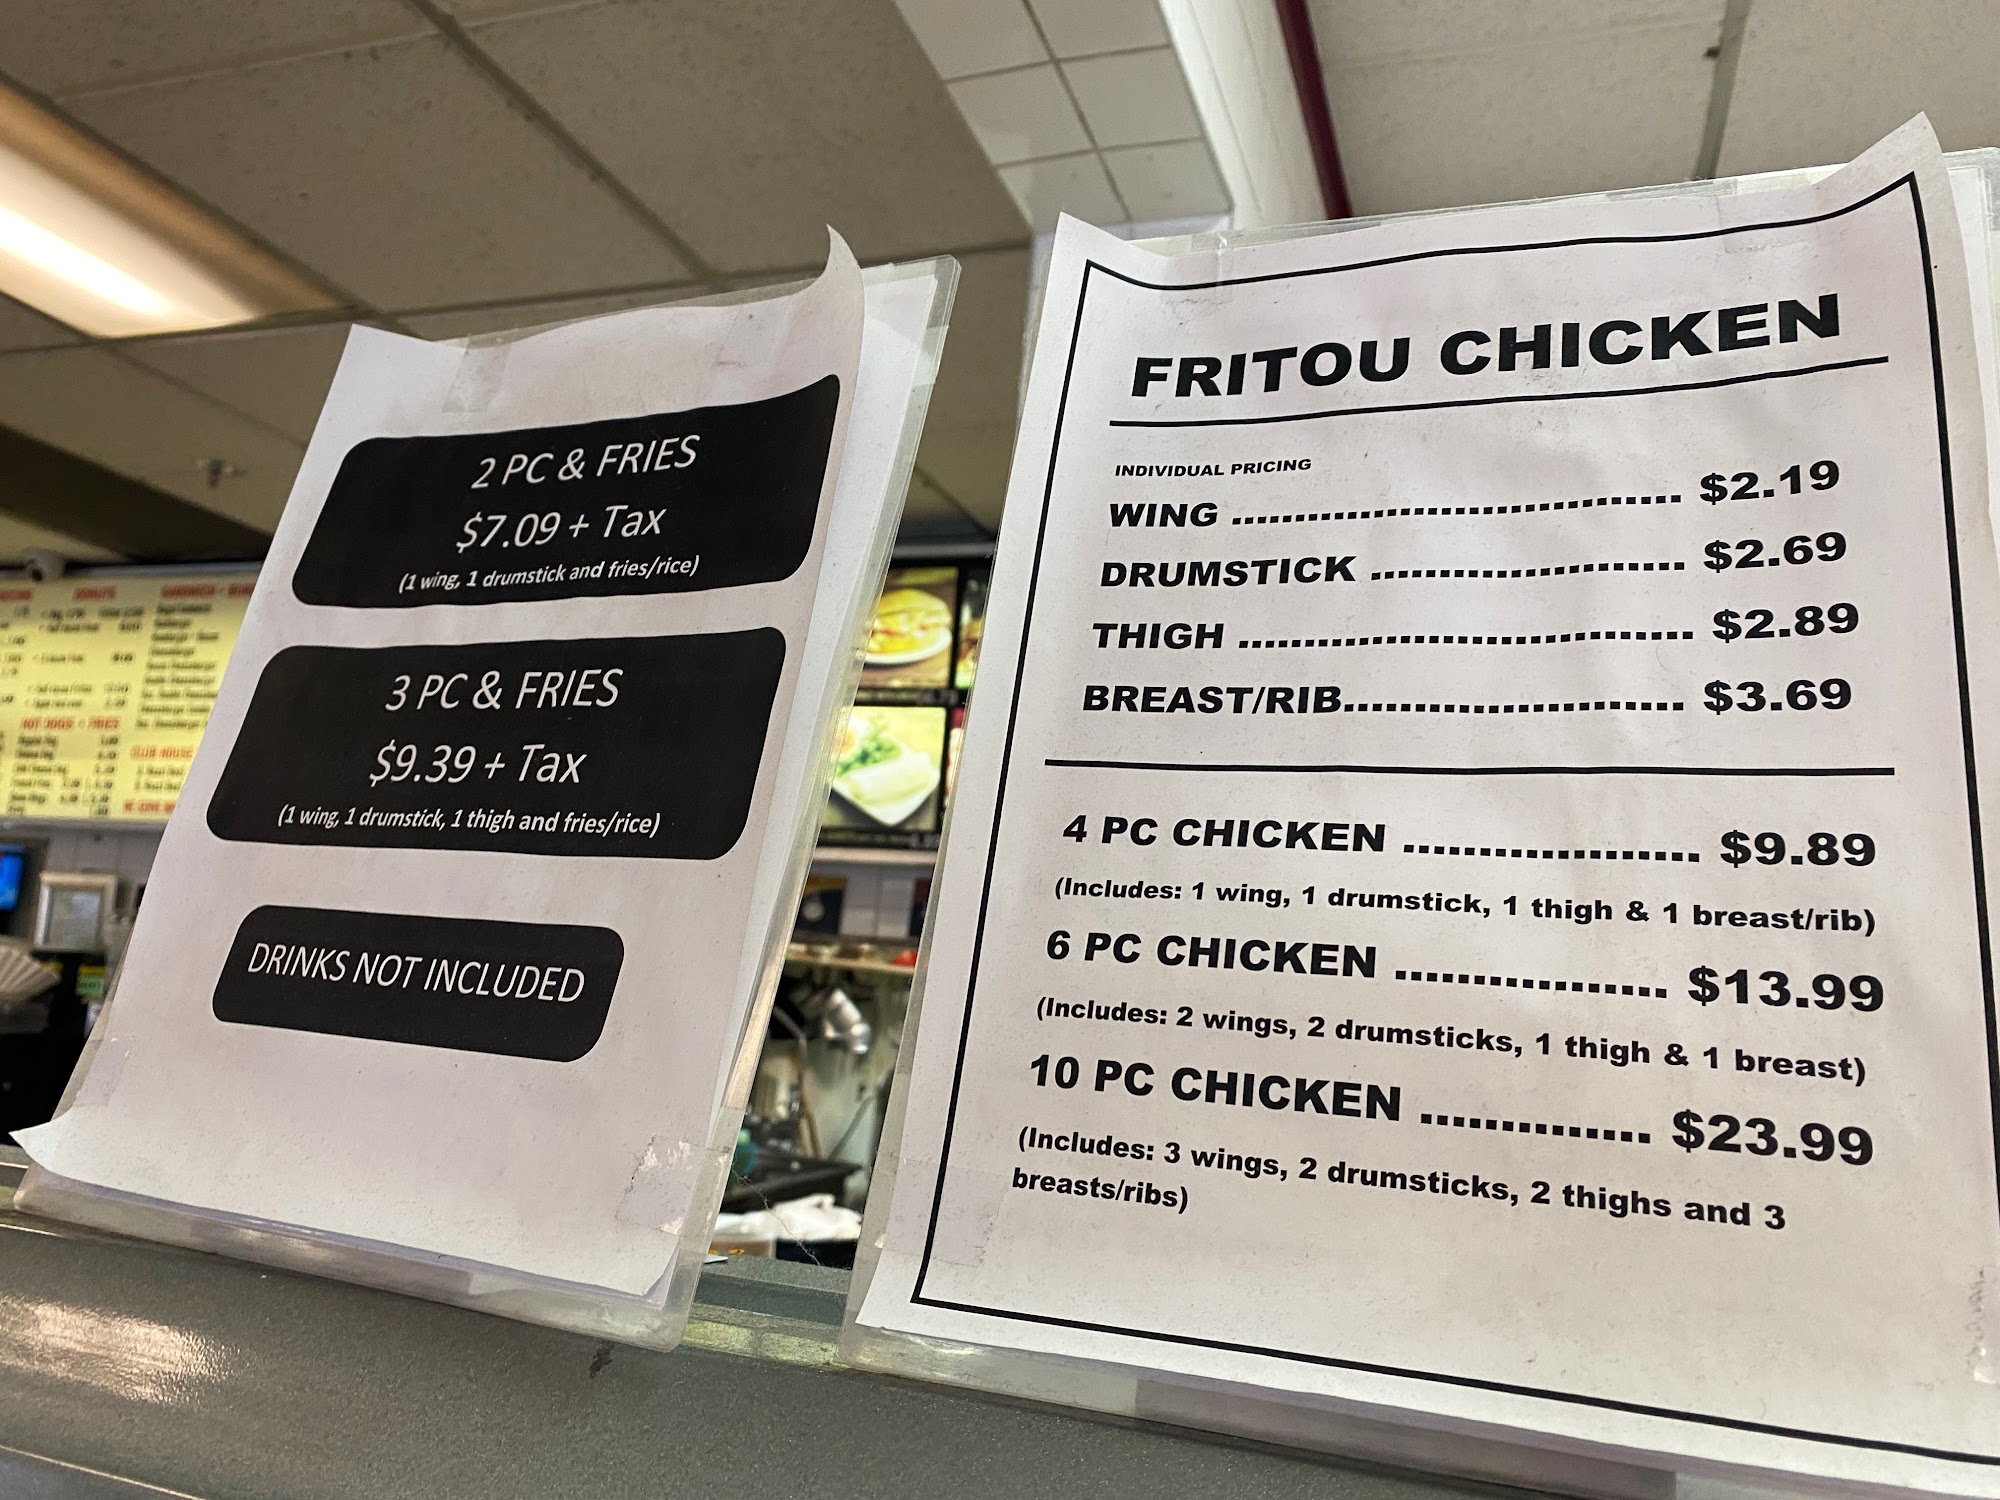 2 PC & FRIES
$7.09 + Tax
(1 wing, 1 drumstick and fries/rice)
3 PC & FRIES
$9.39 + Tax
(1 wing, 1 drumstick, 1 thigh and fries/rice)
DRINKS NOT INCLUDED
FRITOU CHICKEN
INDIVIDUAL PRICING
WING .................................... $2.19
DRUMSTICK ......................... $2.69
THIGH .................................... $2.89
BREAST/RIB........................... $3.69
4 PC CHICKEN ................... $9.89
(Includes: 1 wing, 1 drumstick, 1 thigh & 1 breast/rib)
6 PC CHICKEN ................. $13.99
(Includes: 2 wings, 2 drumsticks, 1 thigh & 1 breast)
10 PC CHICKEN .............. $23.99
(Includes: 3 wings, 2 drumsticks, 2 thighs and 3
breasts/ribs)